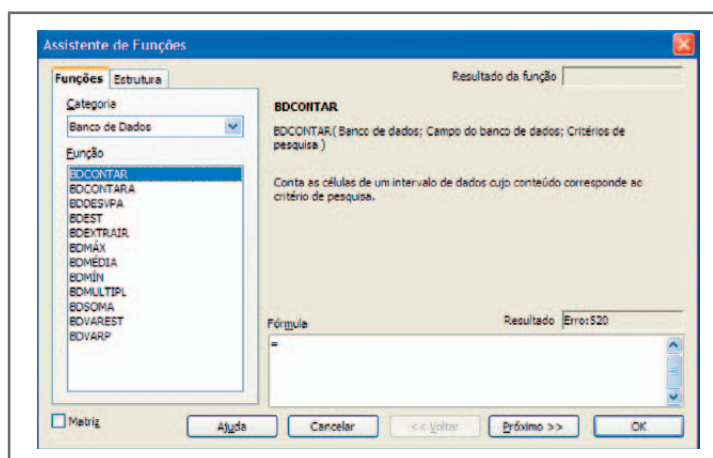 Assistente de Funções
Funções Estrutura
Resultado da função
Categoria
Banco de Dados
Função
BDCONTAR
BDCONTARA
BDDESVPA
BDEST
BDEXTRAIR
BDMÁX
BDMÉDIA
BDMÍN
BDMULTIPL
BDSOMA
BDVAREST
BDVARP
BDCONTAR
BDCONTAR( Banco de dados; Campo do banco de dados; Critérios de
pesquisa )
Conta as células de um intervalo de dados cujo conteúdo corresponde ao
critério de pesquisa.
Fórmula
Resultado Erro:520
=
Matriz
Ajuda Cancelar << Voltar Próximo >> OK